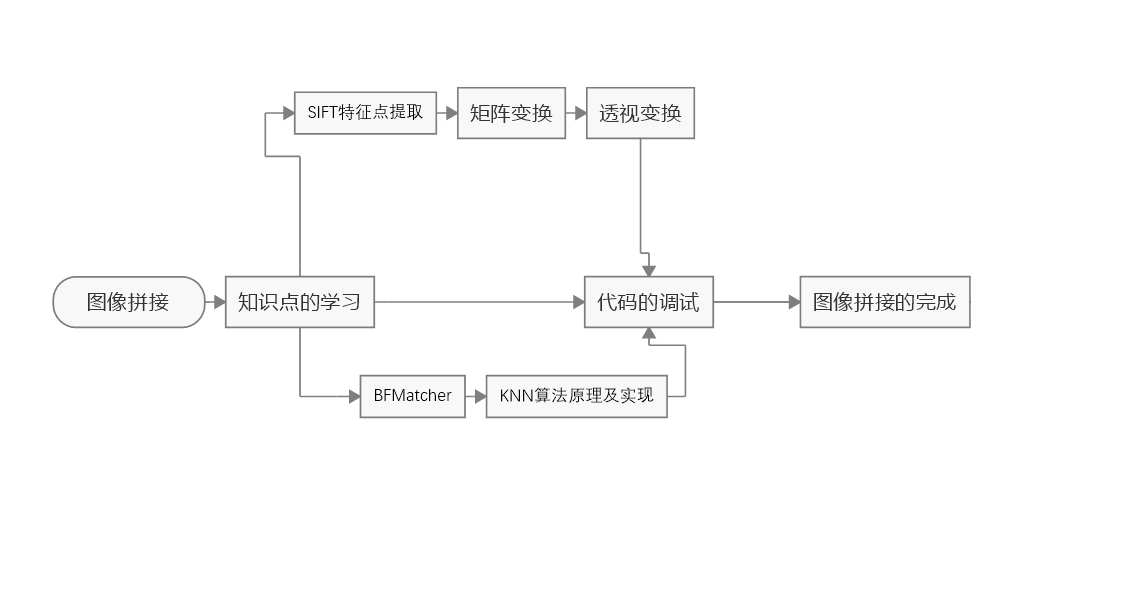 SIFT特征点提取
矩阵变换
透视变换
图像拼接
知识点的学习
代码的调试
图像拼接的完成
BFMatcher
KNN算法原理及实现